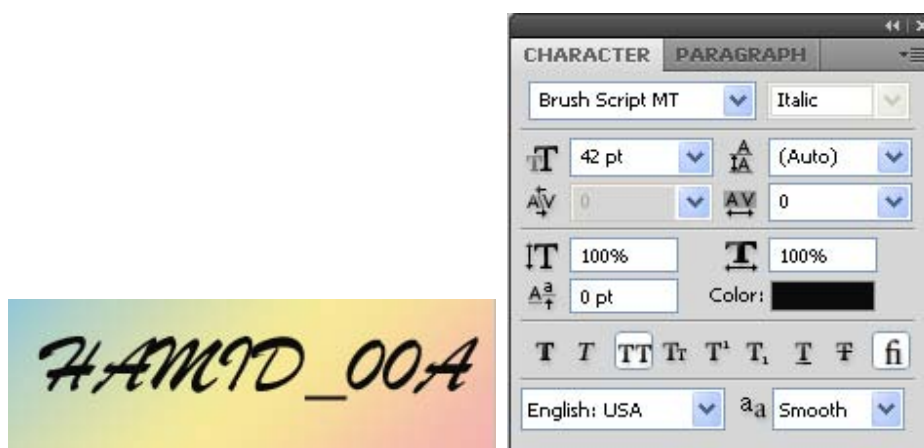 CHARACTER PARAGRAPH
Brush Script MT Italic
42 pt (Auto)
0 0
100% 100%
0 pt Color:
T T TT Tr T¹ T₁ T T fi
English: USA aa Smooth
HAMID_00A